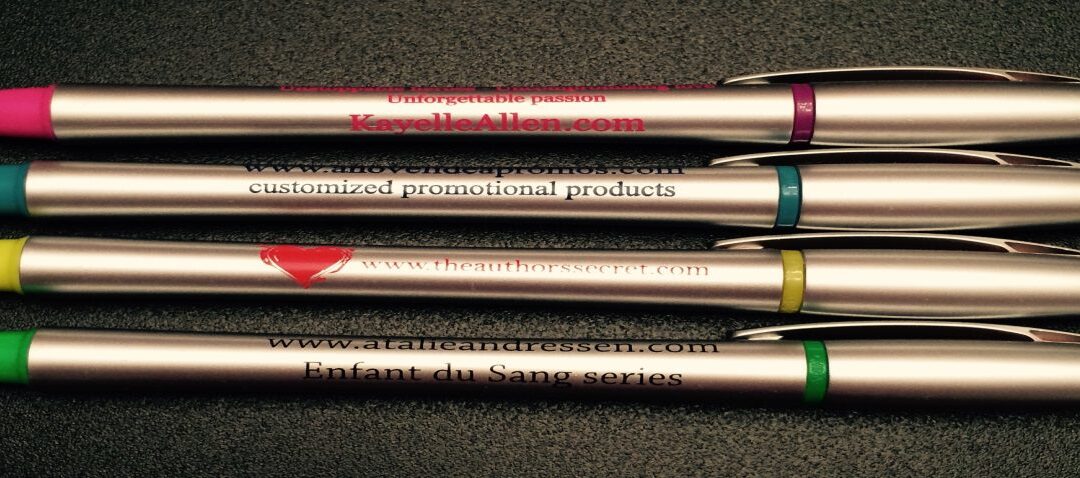 Unforgettable passion
KayelleAllen.com
www.anovendeapromos.com
customized promotional products
www.theauthorssecret.com
www.atalieandressen.com
Enfant du Sang series